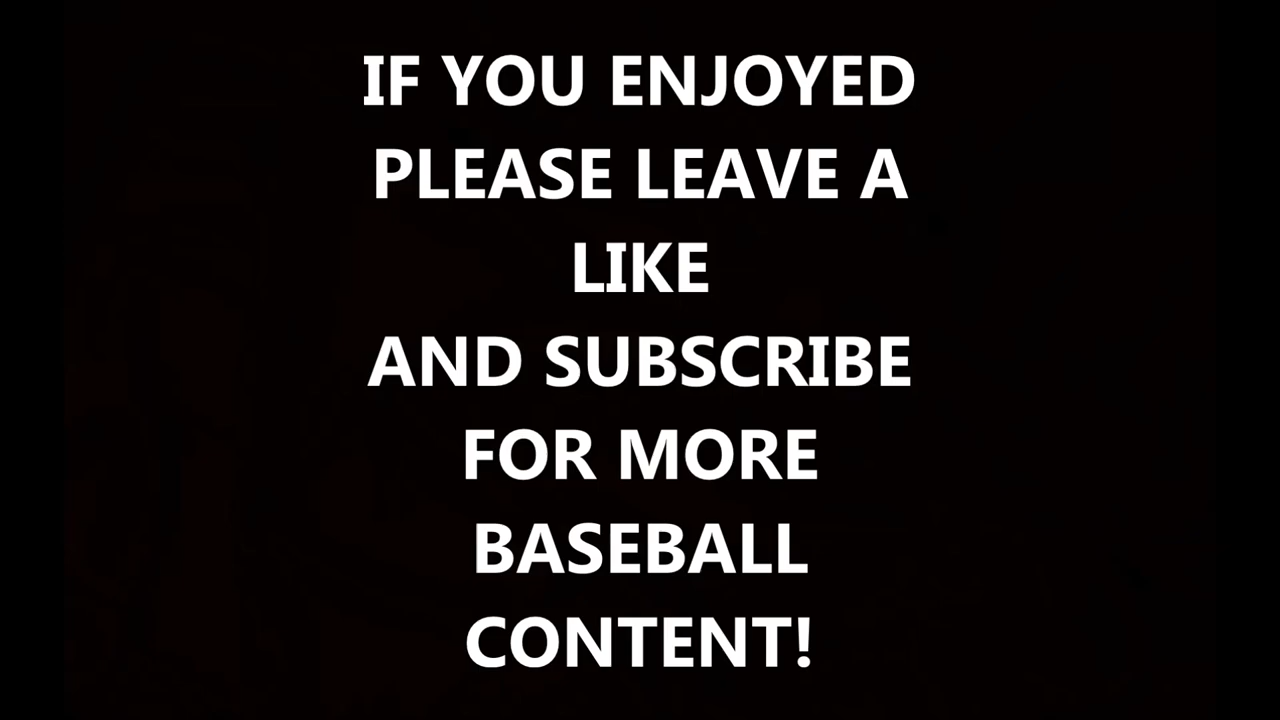 IF YOU ENJOYED
PLEASE LEAVE A
LIKE
AND SUBSCRIBE
FOR MORE
BASEBALL
CONTENT!